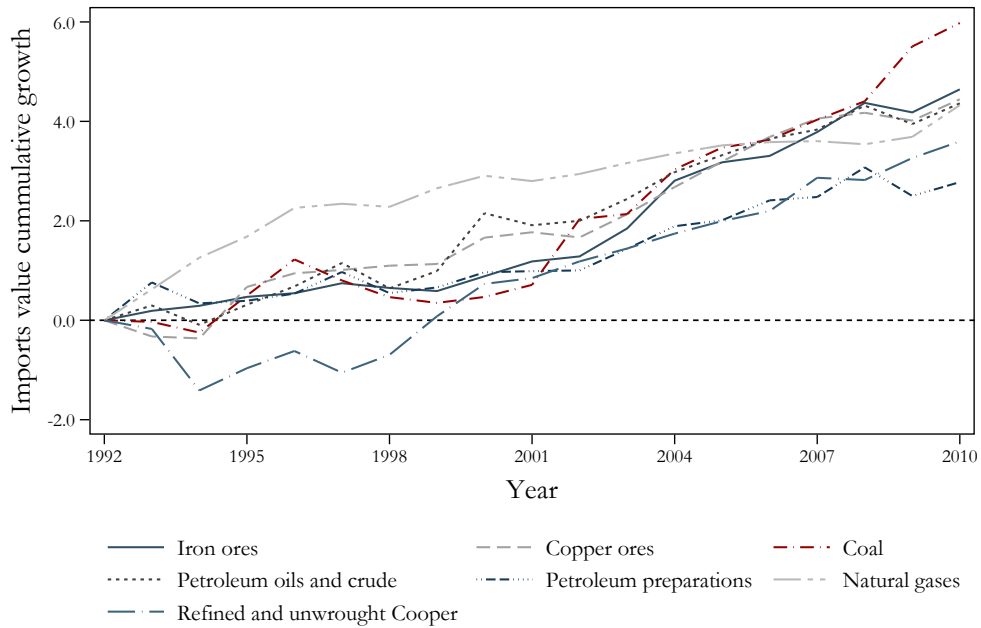 Imports value cummulative growth
6.0
4.0
2.0
0.0
-2.0
1992 1995 1998 2001 2004 2007 2010
Year
Iron ores Copper ores Coal
Petroleum oils and crude Petroleum preparations Natural gases
Refined and unwrought Cooper